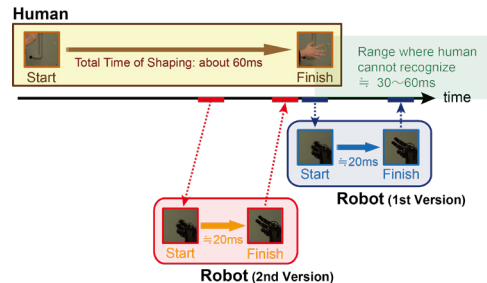 Human
Total Time of Shaping: about 60ms
Start
Finish
Range where human
cannot recognize
≒ 30～60ms
time
≒20ms
Start
Finish
Robot (1st Version)
≒20ms
Start
Finish
Robot (2nd Version)